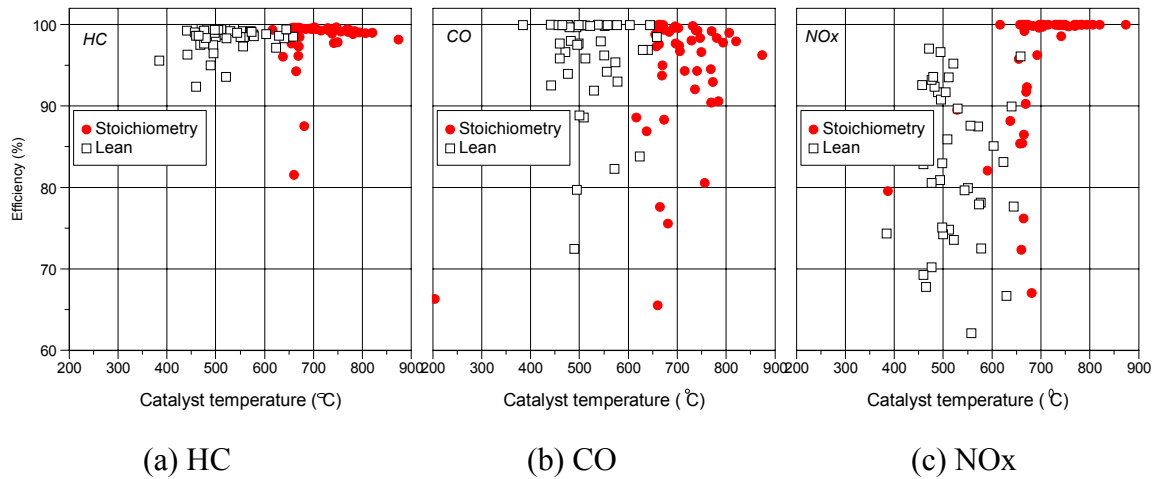 100
90
80
70
60
Efficiency (%)
HC
Stoichiometry
Lean
200 300 400 500 600 700 800 900
Catalyst temperature (°C)
CO
Stoichiometry
Lean
200 300 400 500 600 700 800 900
Catalyst temperature ( °C)
NOx
Stoichiometry
Lean
200 300 400 500 600 700 800 900
Catalyst temperature ( °C)
(a) HC
(b) CO
(c) NOx